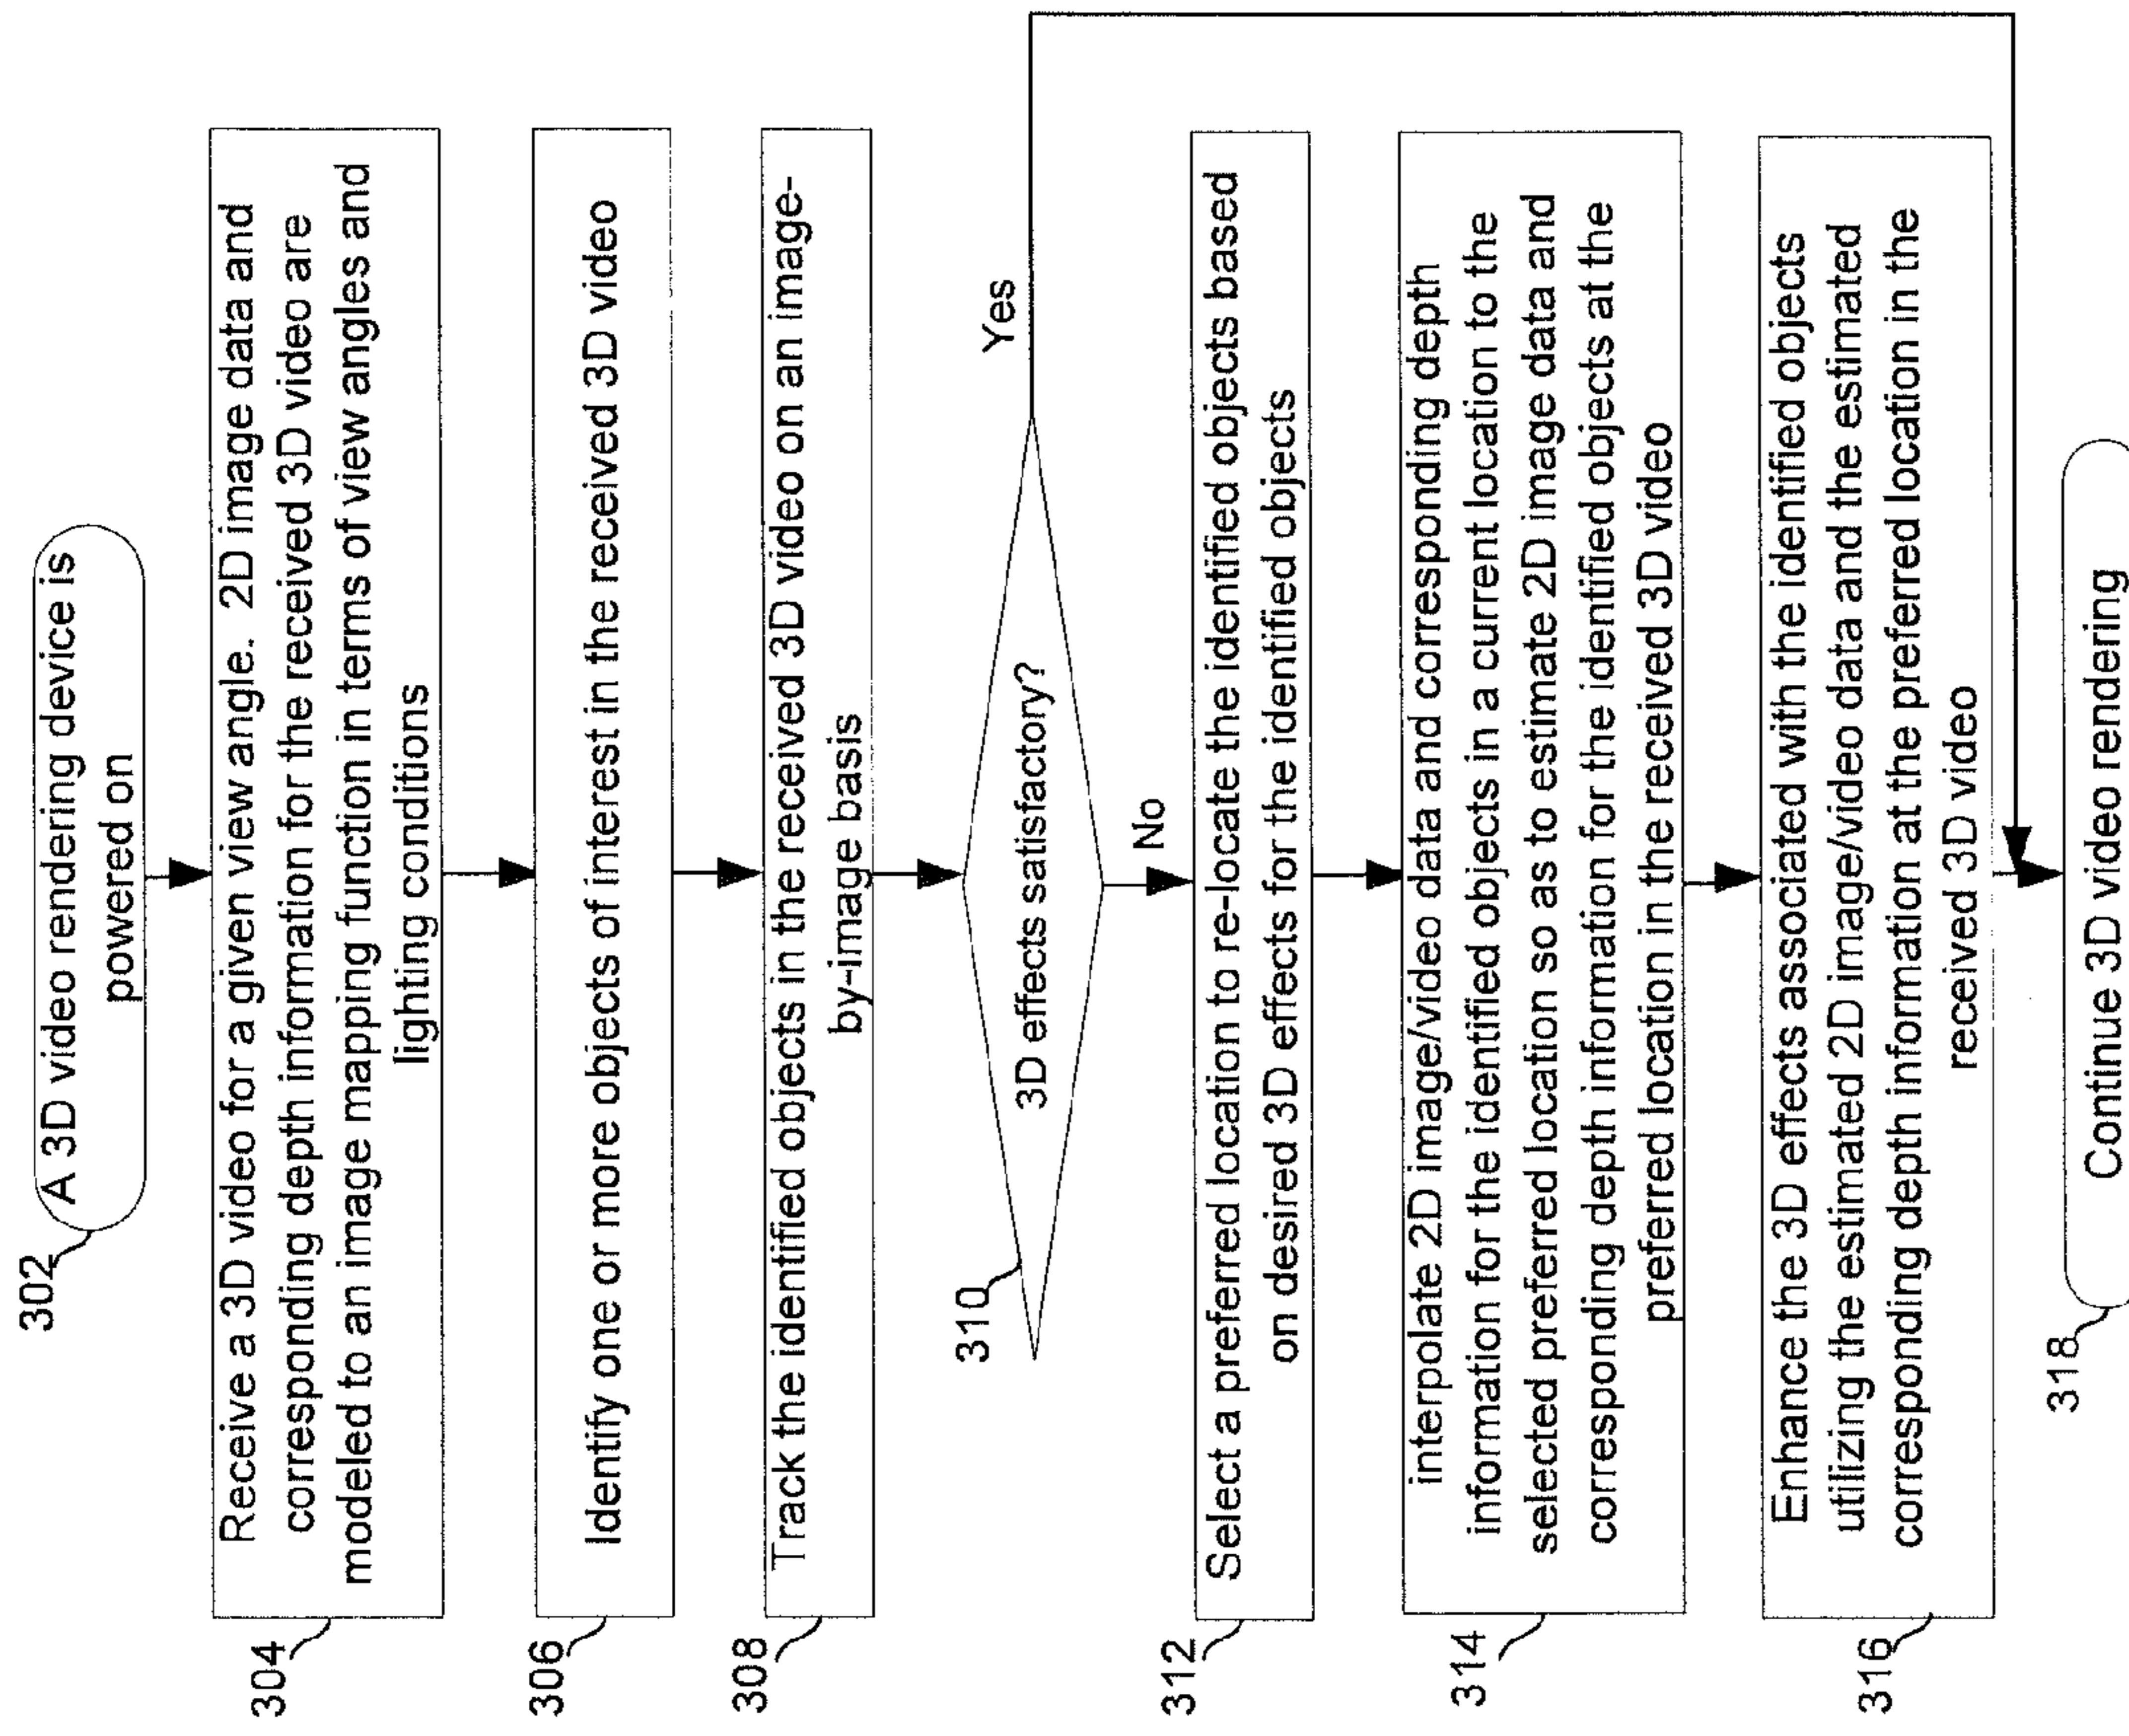 302
A 3D video rendering device is
powered on
304
Receive a 3D video for a given view angle. 2D image data and
corresponding depth information for the received 3D video are
modeled to an image mapping function in terms of view angles and
lighting conditions
306
Identify one or more objects of interest in the received 3D video
308
Track the identified objects in the received 3D video on an image-
by-image basis
310
3D effects satisfactory?
Yes
No
312
Select a preferred location to re-locate the identified objects based
on desired 3D effects for the identified objects
314
interpolate 2D image/video data and corresponding depth
information for the identified objects in a current location to the
selected preferred location so as to estimate 2D image data and
corresponding depth information for the identified objects at the
preferred location in the received 3D video
316
Enhance the 3D effects associated with the identified objects
utilizing the estimated 2D image/video data and the estimated
corresponding depth information at the preferred location in the
received 3D video
318
Continue 3D video rendering